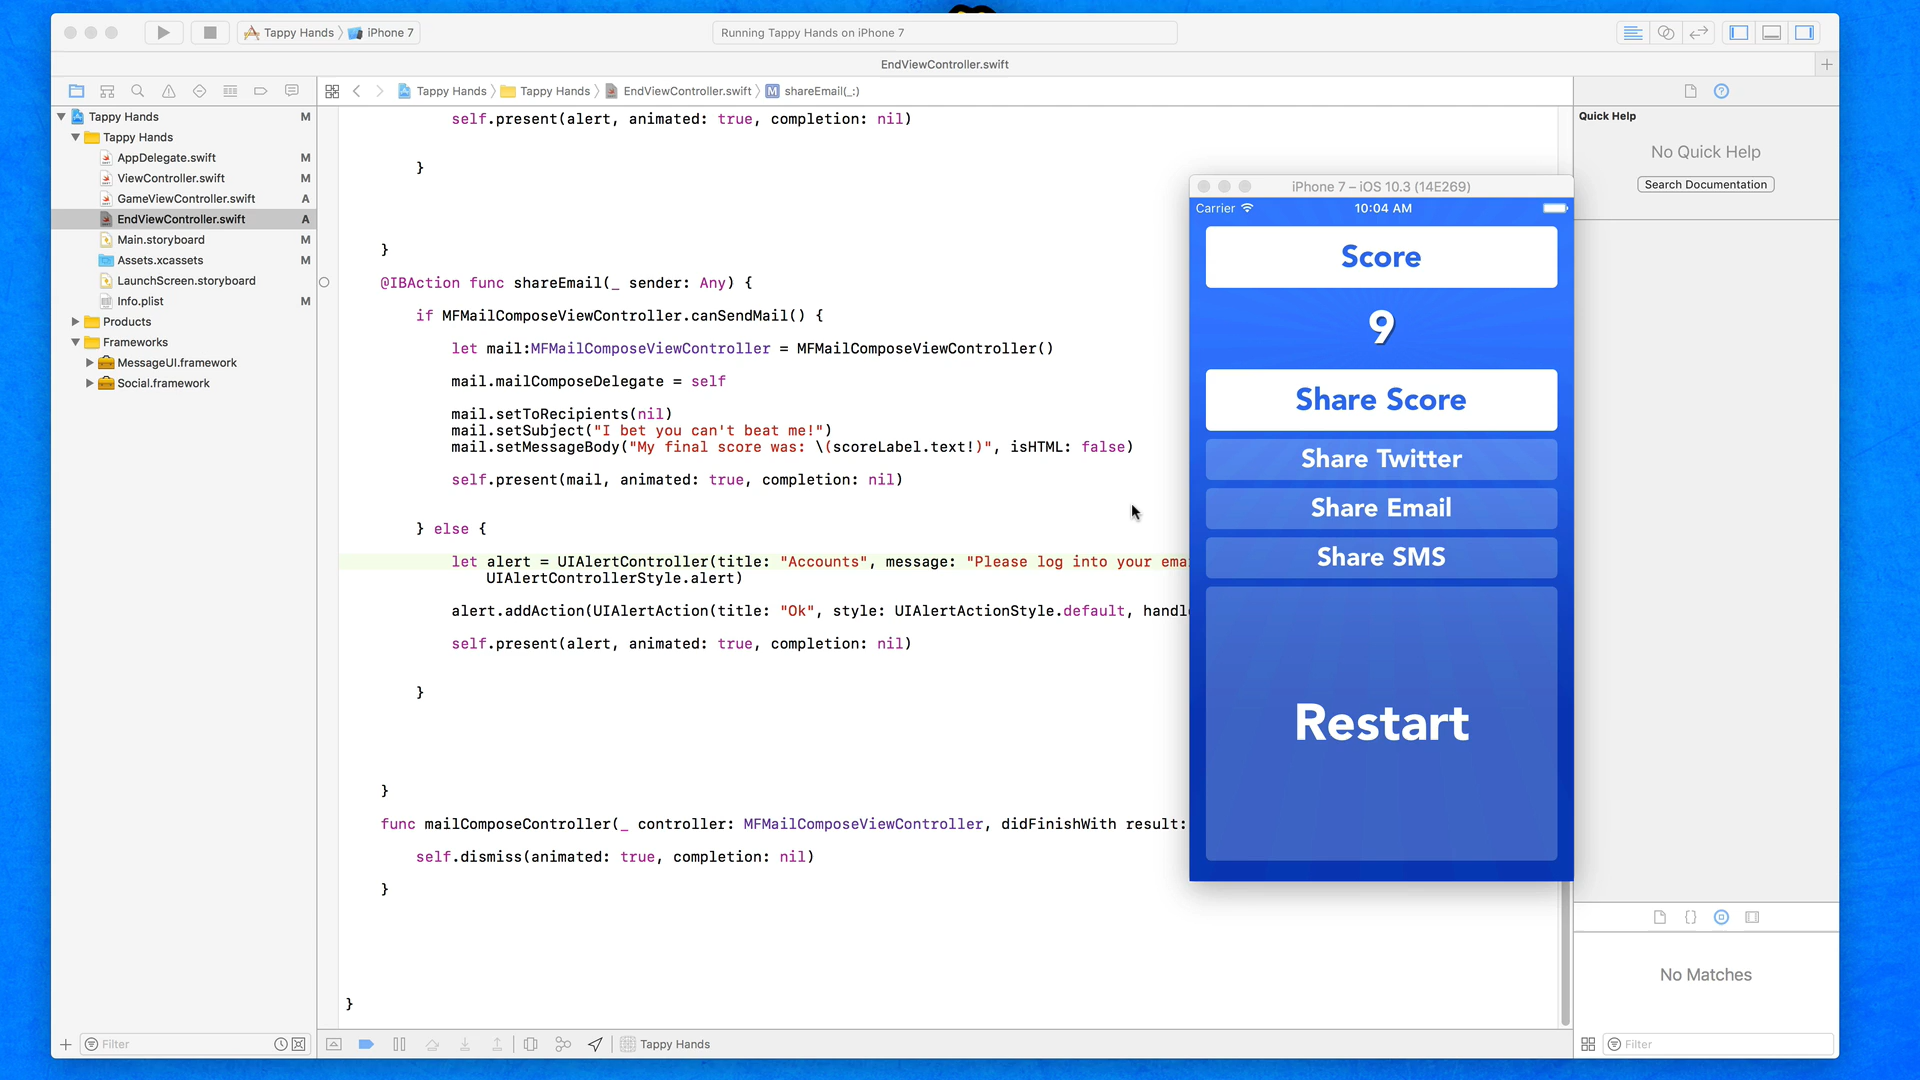 Tappy Hands
iPhone 7
Running Tappy Hands on iPhone 7
EndViewController.swift
Tappy Hands
Tappy Hands
EndViewController.swift
M
shareEmail(_:)
Tappy Hands M
Tappy Hands
AppDelegate.swift M
ViewController.swift M
GameViewController.swift A
EndViewController.swift A
Main.storyboard M
Assets.xcassets M
LaunchScreen.storyboard
Info.plist M
Products
Frameworks
MessageUI.framework
Social.framework
self.present(alert, animated: true, completion: nil)
}
}
@IBAction func shareEmail(_ sender: Any) {
if MFMailComposeViewController.canSendMail() {
let mail:MFMailComposeViewController = MFMailComposeViewController()
mail.mailComposeDelegate = self
mail.setToRecipients(nil)
mail.setSubject("I bet you can't beat me!")
mail.setMessageBody("My final score was: \(scoreLabel.text!)", isHTML: false)
self.present(mail, animated: true, completion: nil)
} else {
let alert = UIAlertController(title: "Accounts", message: "Please log into your ema
UIAlertControllerStyle.alert)
alert.addAction(UIAlertAction(title: "Ok", style: UIAlertActionStyle.default, handl
self.present(alert, animated: true, completion: nil)
}
}
func mailComposeController(_ controller: MFMailComposeViewController, didFinishWith result:
self.dismiss(animated: true, completion: nil)
}
}
iPhone 7 – iOS 10.3 (14E269)
Carrier 10:04 AM
Score
9
Share Score
Share Twitter
Share Email
Share SMS
Restart
Quick Help
No Quick Help
Search Documentation
{}
No Matches
Filter
Tappy Hands
Filter